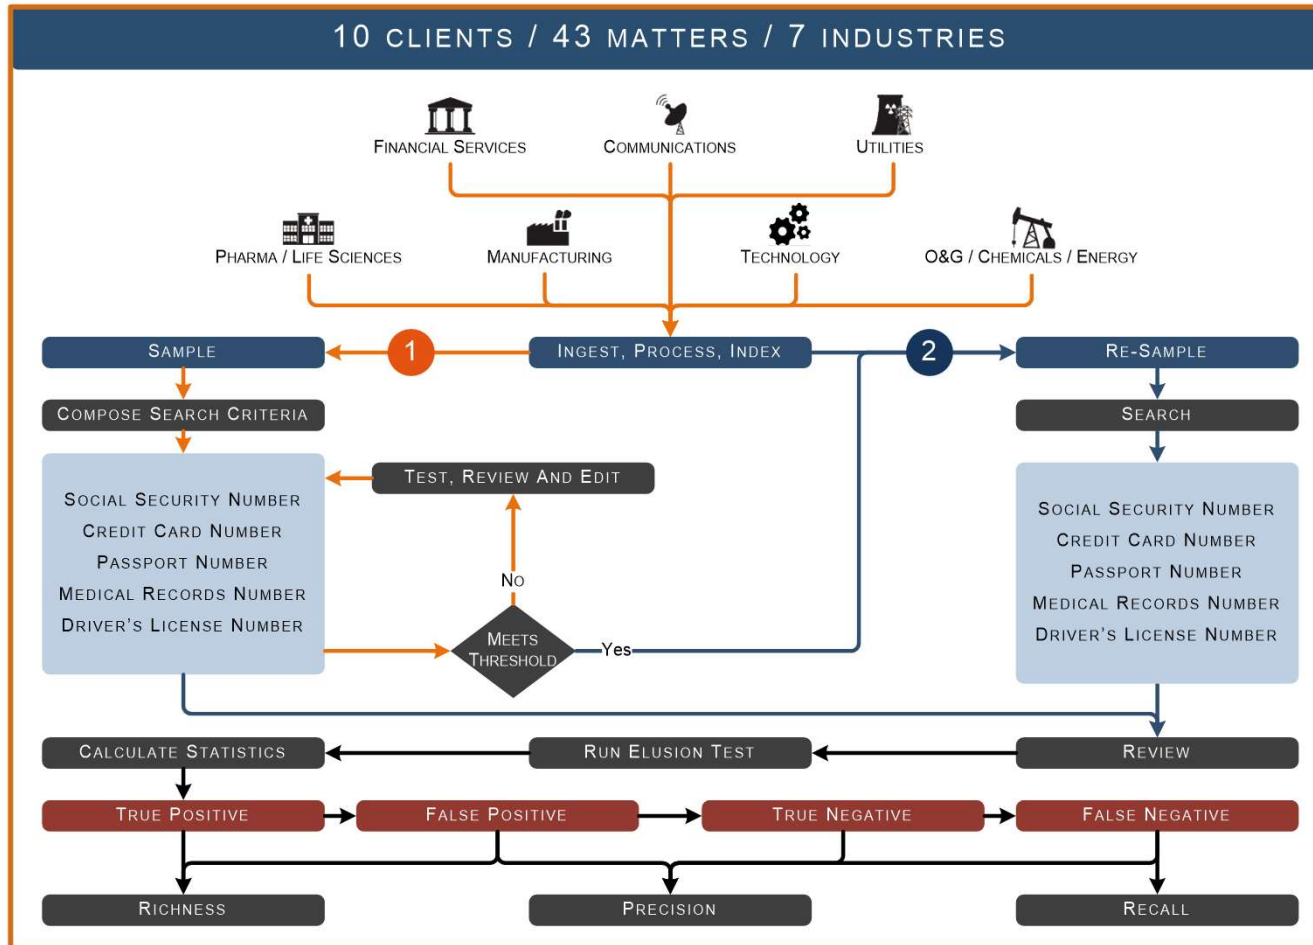 10 CLIENTS / 43 MATTERS / 7 INDUSTRIES
FINANCIAL SERVICES
COMMUNICATIONS
UTILITIES
PHARMA / LIFE SCIENCES
MANUFACTURING
TECHNOLOGY
O&G / CHEMICALS / ENERGY
SAMPLE
1
INGEST, PROCESS, INDEX
2
RE-SAMPLE
COMPOSE SEARCH CRITERIA
SEARCH
SOCIAL SECURITY NUMBER
CREDIT CARD NUMBER
PASSPORT NUMBER
MEDICAL RECORDS NUMBER
DRIVER'S LICENSE NUMBER
TEST, REVIEW AND EDIT
NO
MEETS
THRESHOLD
Yes
SOCIAL SECURITY NUMBER
CREDIT CARD NUMBER
PASSPORT NUMBER
MEDICAL RECORDS NUMBER
DRIVER'S LICENSE NUMBER
CALCULATE STATISTICS
RUN ELUSION TEST
REVIEW
TRUE POSITIVE
FALSE POSITIVE
TRUE NEGATIVE
FALSE NEGATIVE
RICHNESS
PRECISION
RECALL